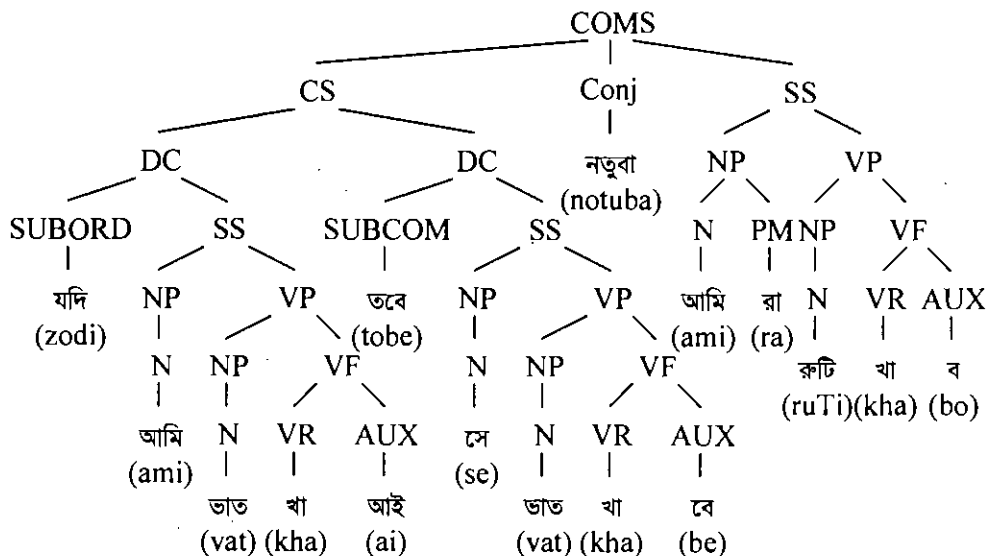 COMS
CS Conj SS
DC DC নতুবা NP VP
(notuba)
SUBORD SS SUBCOM SS N PM NP VF
যদি NP VP তবে NP VP আমি রা N VR AUX
(zodi) (tobe) (ami) (ra)
N NP VF N NP VF রুটি খা ব
(ruTi) (kha) (bo)
আমি N VR AUX সে N VR AUX
(ami) (se)
ভাত খা আই ভাত খা বে
(vat) (kha) (ai) (vat) (kha) (be)